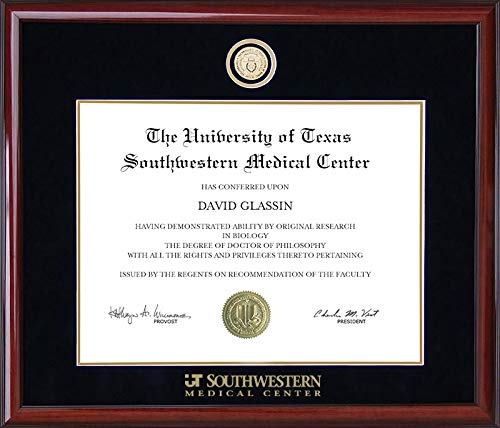 The University of Texas
Southwestern Medical Center
HAS CONFERRED UPON
DAVID GLASSIN
HAVING DEMONSTRATED ABILITY BY ORIGINAL RESEARCH
IN BIOLOGY
THE DEGREE OF DOCTOR OF PHILOSOPHY
WITH ALL THE RIGHTS AND PRIVILEGES THERETO PERTAINING
ISSUED BY THE REGENTS ON RECOMMENDATION OF THE FACULTY
PROVOST
PRESIDENT
UT SOUTHWESTERN
MEDICAL CENTER